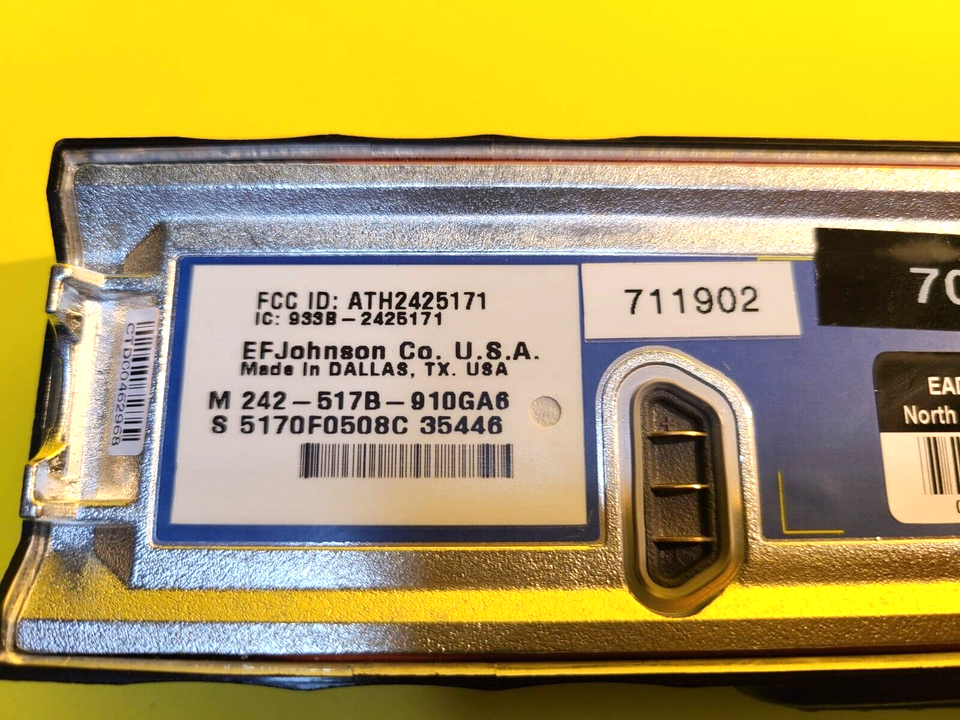 FCC ID: ATH2425171
IC: 933B-2425171
EFJohnson Co. U.S.A.
Made in DALLAS, TX. USA
M 242-517B-910GA6
S 5170F0508C 35446
CTDC0462968
711902
70
EAD
North